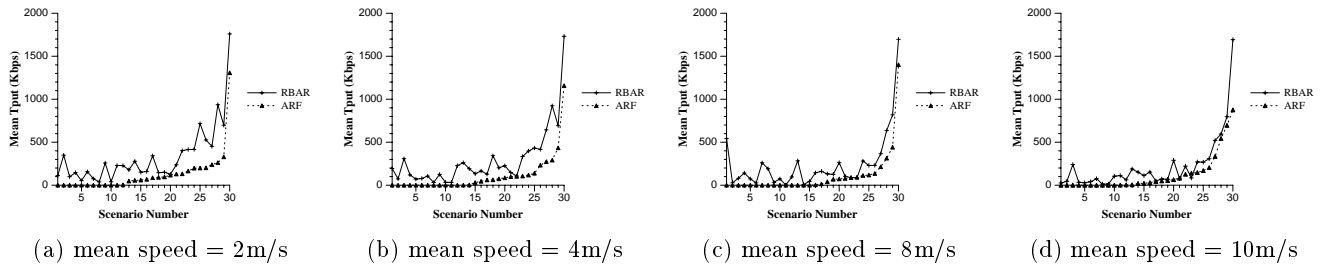 2000
1500
1000
500
0
Mean Tput (Kbps)
5 10 15 20 25 30
Scenario Number
RBAR
ARF
(a) mean speed = 2m/s
2000
1500
1000
500
0
Mean Tput (Kbps)
5 10 15 20 25 30
Scenario Number
RBAR
ARF
(b) mean speed = 4m/s
2000
1500
1000
500
0
Mean Tput (Kbps)
5 10 15 20 25 30
Scenario Number
RBAR
ARF
(c) mean speed = 8m/s
2000
1500
1000
500
0
Mean Tput (Kbps)
5 10 15 20 25 30
Scenario Number
RBAR
ARF
(d) mean speed = 10m/s